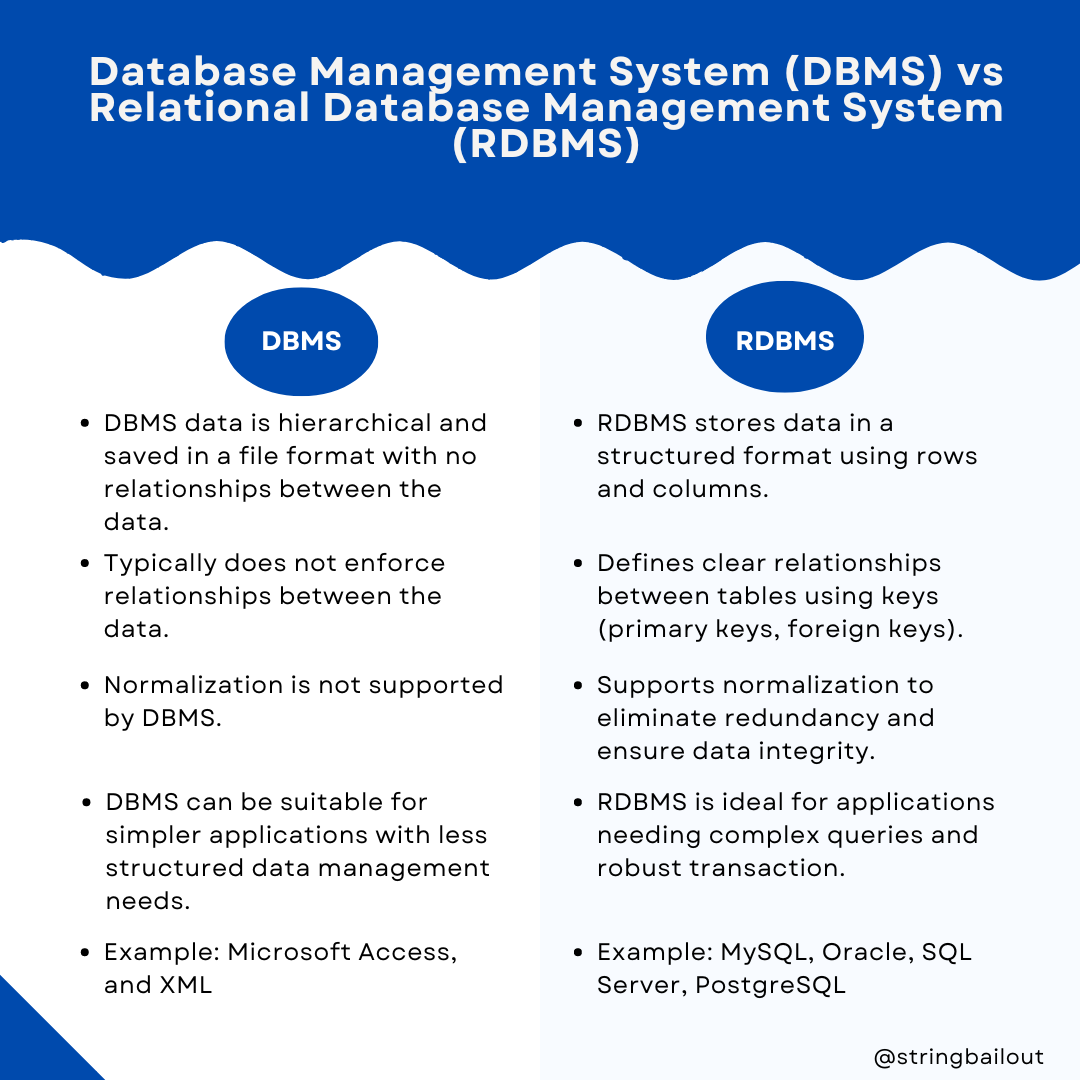 Database Management System (DBMS) vs
Relational Database Management System
(RDBMS)
DBMS
• DBMS data is hierarchical and
saved in a file format with no
relationships between the
data.
• Typically does not enforce
relationships between the
data.
• Normalization is not supported
by DBMS.
• DBMS can be suitable for
simpler applications with less
structured data management
needs.
• Example: Microsoft Access,
and XML
RDBMS
• RDBMS stores data in a
structured format using rows
and columns.
• Defines clear relationships
between tables using keys
(primary keys, foreign keys).
• Supports normalization to
eliminate redundancy and
ensure data integrity.
• RDBMS is ideal for applications
needing complex queries and
robust transaction.
• Example: MySQL, Oracle, SQL
Server, PostgreSQL
@stringbailout